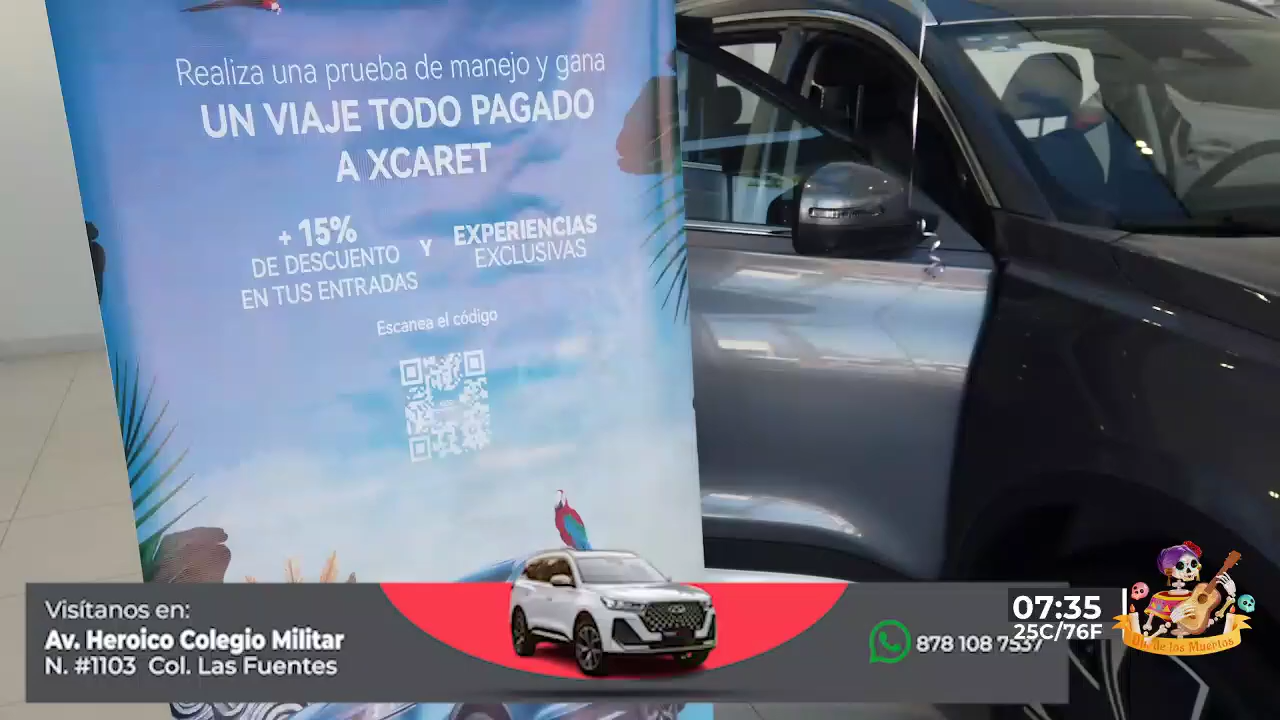 Realiza una prueba de manejo y gana
UN VIAJE TODO PAGADO
A XCARET
+ 15%
DE DESCUENTO
EN TUS ENTRADAS
Y
EXPERIENCIAS
EXCLUSIVAS
Escanea el código
Visítanos en:
Av. Heroico Colegio Militar
N. #1103 Col. Las Fuentes
878 108 7537
07:35
25C/76F
Día de los Muertos